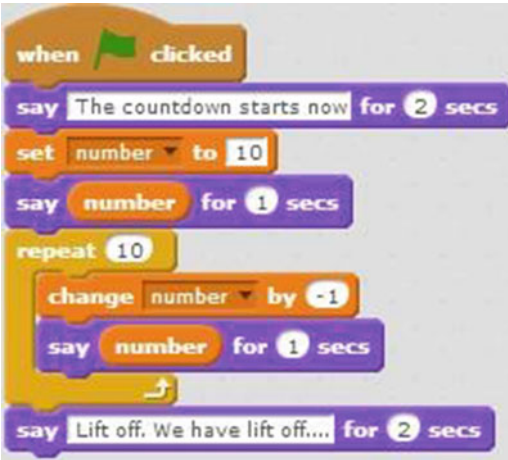 when clicked
say The countdown starts now for 2 secs
set number to 10
say number for 1 secs
repeat 10
change number by -1
say number for 1 secs
say Lift off. We have lift off.... for 2 secs